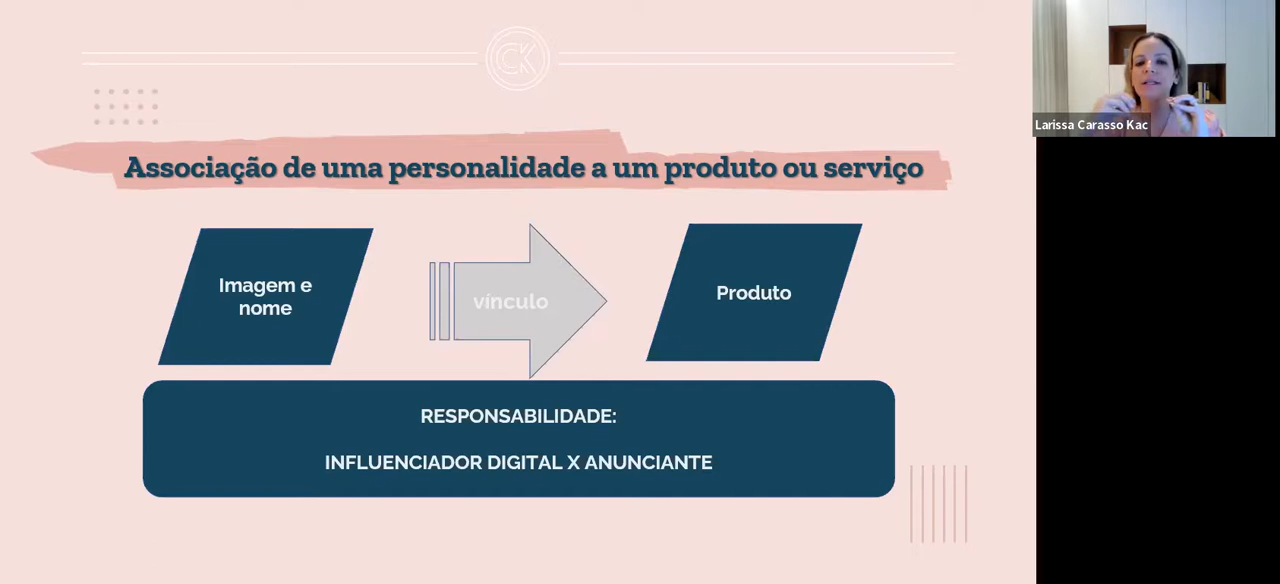 CK
Larissa Carasso Kac
Associação de uma personalidade a um produto ou serviço
Imagem e
nome
vínculo
Produto
RESPONSABILIDADE:
INFLUENCIADOR DIGITAL X ANUNCIANTE